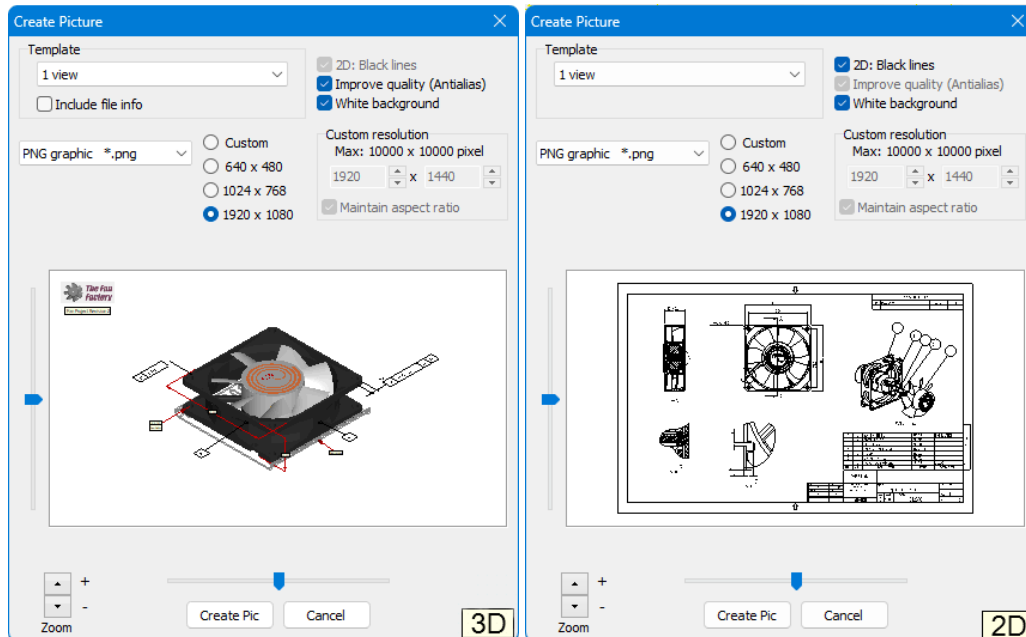 Create Picture
Template
1 view
Include file info
2D: Black lines
Improve quality (Antialias)
White background
PNG graphic *.png
Custom
640 x 480
1024 x 768
1920 x 1080
Custom resolution
Max: 10000 x 10000 pixel
1920 x 1440
Maintain aspect ratio
The Fan
Factory
+
-
Zoom
Create Pic
Cancel
3D
Create Picture
Template
1 view
2D: Black lines
Improve quality (Antialias)
White background
PNG graphic *.png
Custom
640 x 480
1024 x 768
1920 x 1080
Custom resolution
Max: 10000 x 10000 pixel
1920 x 1440
Maintain aspect ratio
+
-
Zoom
Create Pic
Cancel
2D